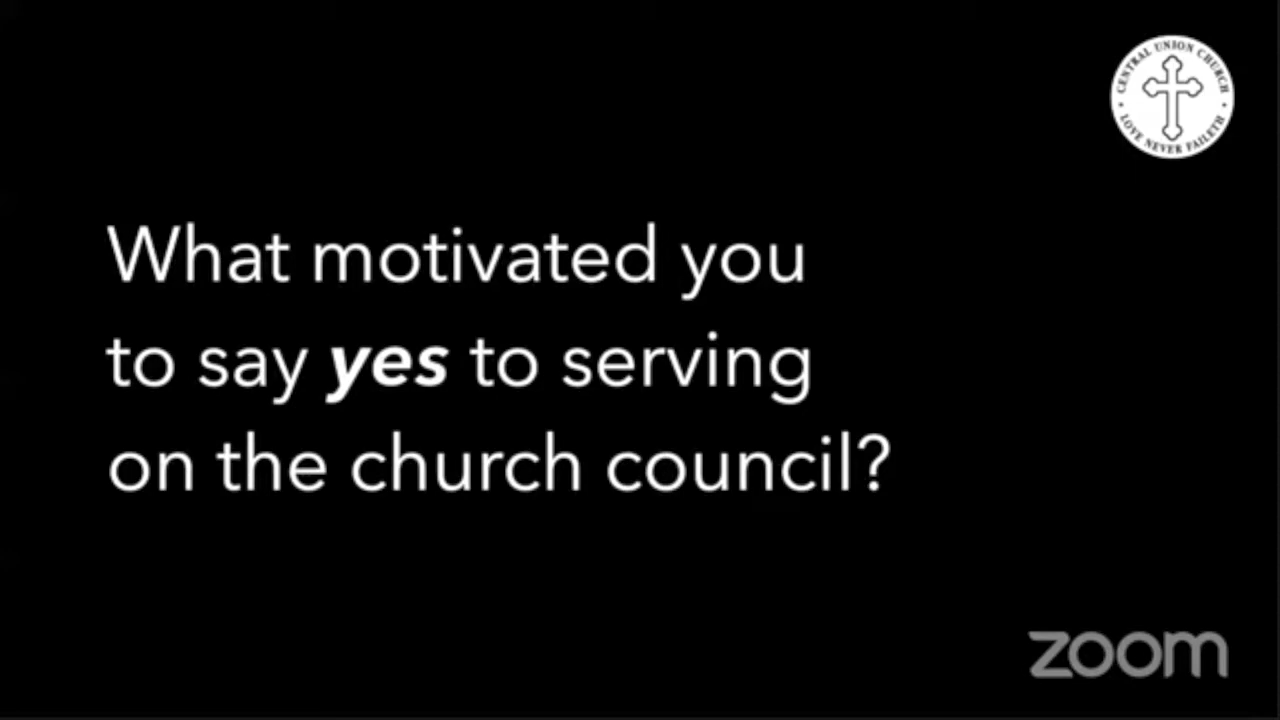 CENTRAL UNION CHURCH
LOVE NEVER FAILETH
What motivated you
to say yes to serving
on the church council?
zoom